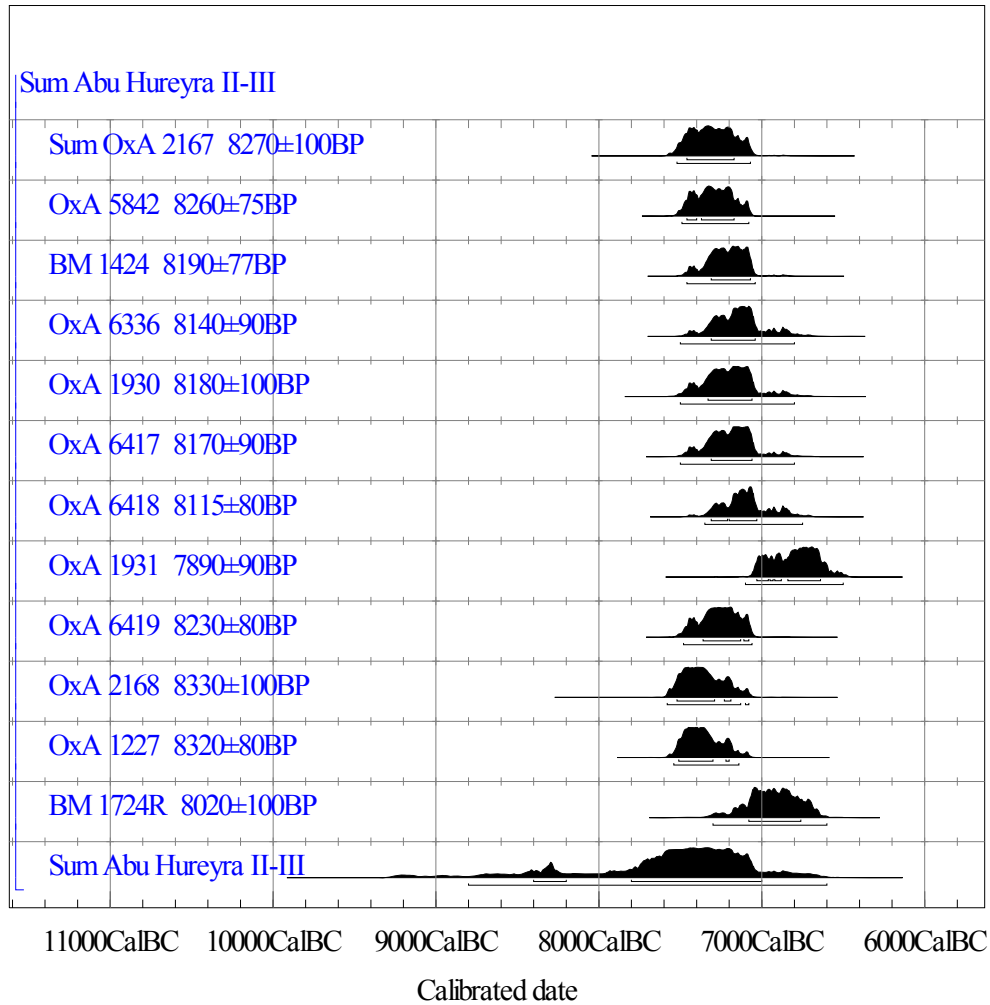 Sum Abu Hureyra II-III
Sum OxA 2167 8270±100BP
OxA 5842 8260±75BP
BM 1424 8190±77BP
OxA 6336 8140±90BP
OxA 1930 8180±100BP
OxA 6417 8170±90BP
OxA 6418 8115±80BP
OxA 1931 7890±90BP
OxA 6419 8230±80BP
OxA 2168 8330±100BP
OxA 1227 8320±80BP
BM 1724R 8020±100BP
Sum Abu Hureyra II-III
11000CalBC 10000CalBC 9000CalBC 8000CalBC 7000CalBC 6000CalBC
Calibrated date